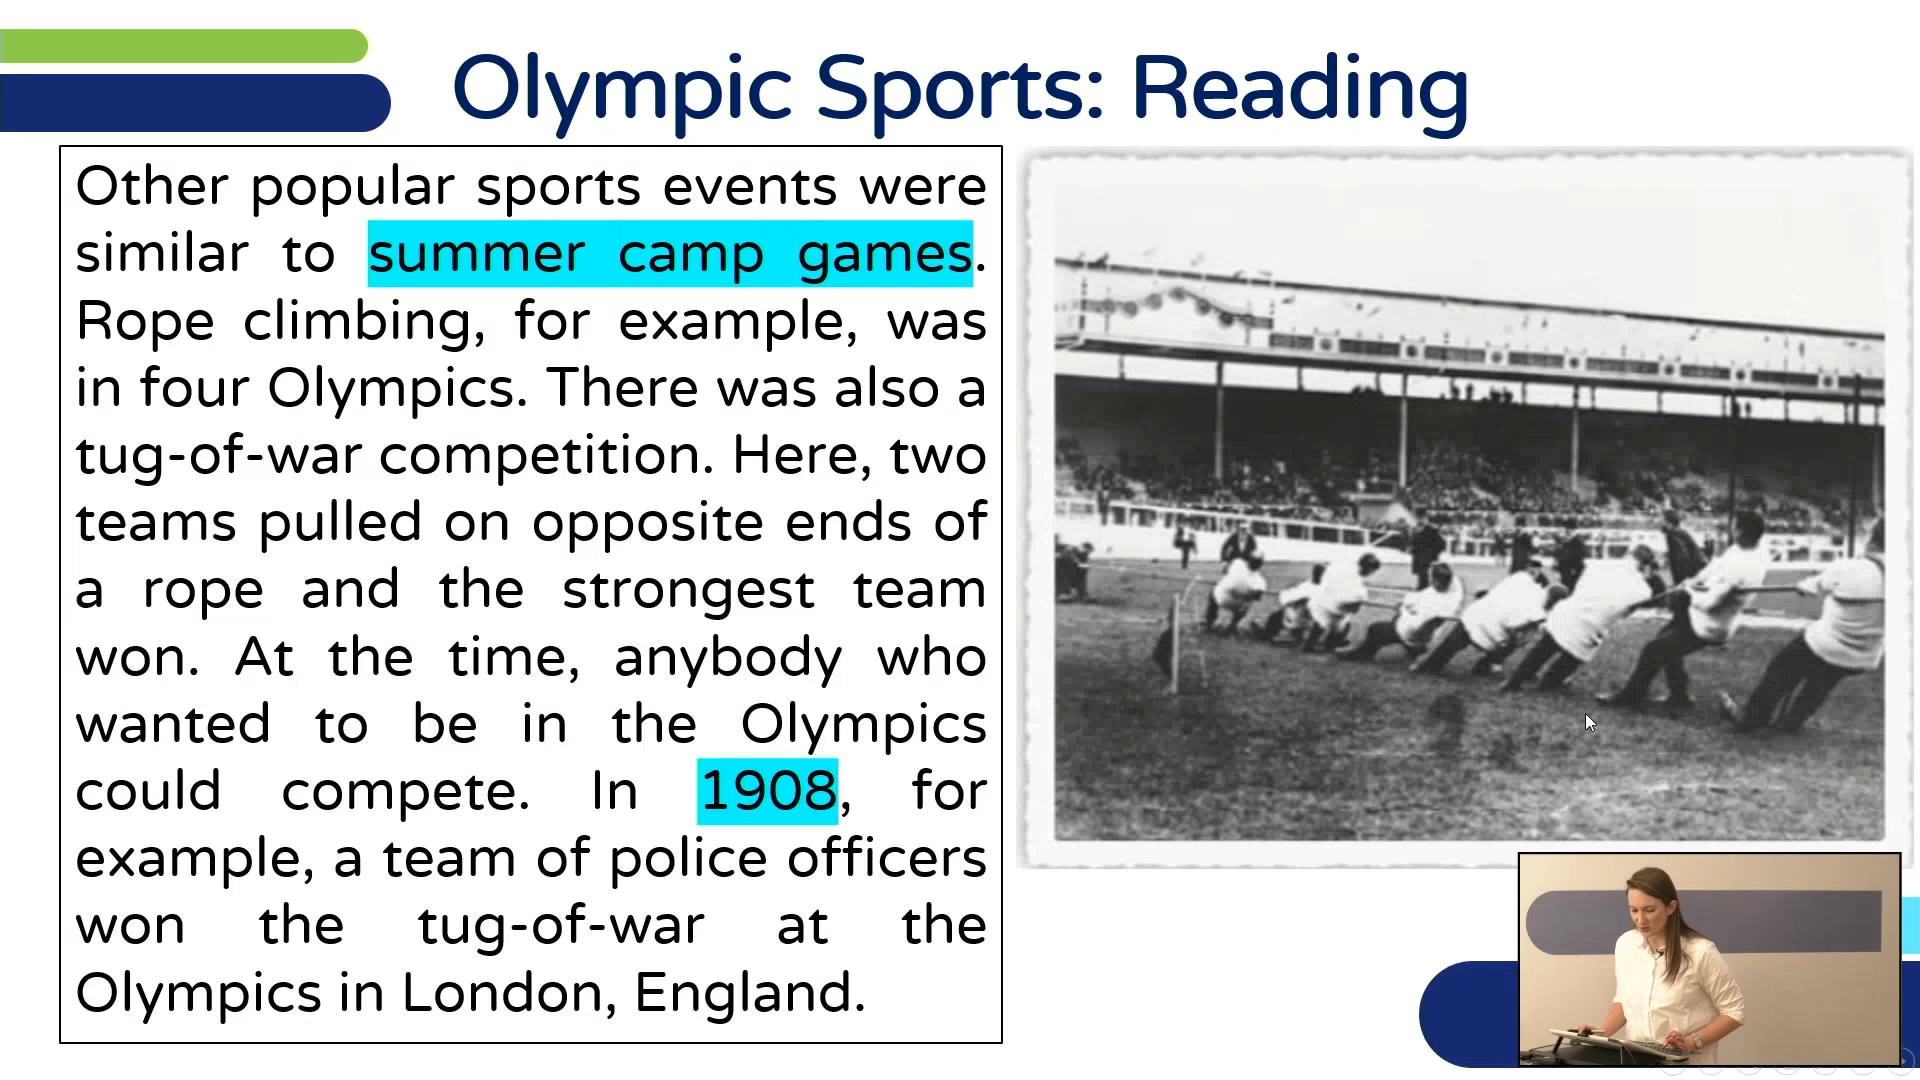 Olympic Sports: Reading
Other popular sports events were
similar to summer camp games.
Rope climbing, for example, was
in four Olympics. There was also a
tug-of-war competition. Here, two
teams pulled on opposite ends of
a rope and the strongest team
won. At the time, anybody who
wanted to be in the Olympics
could compete. In 1908, for
example, a team of police officers
won the tug-of-war at the
Olympics in London, England.